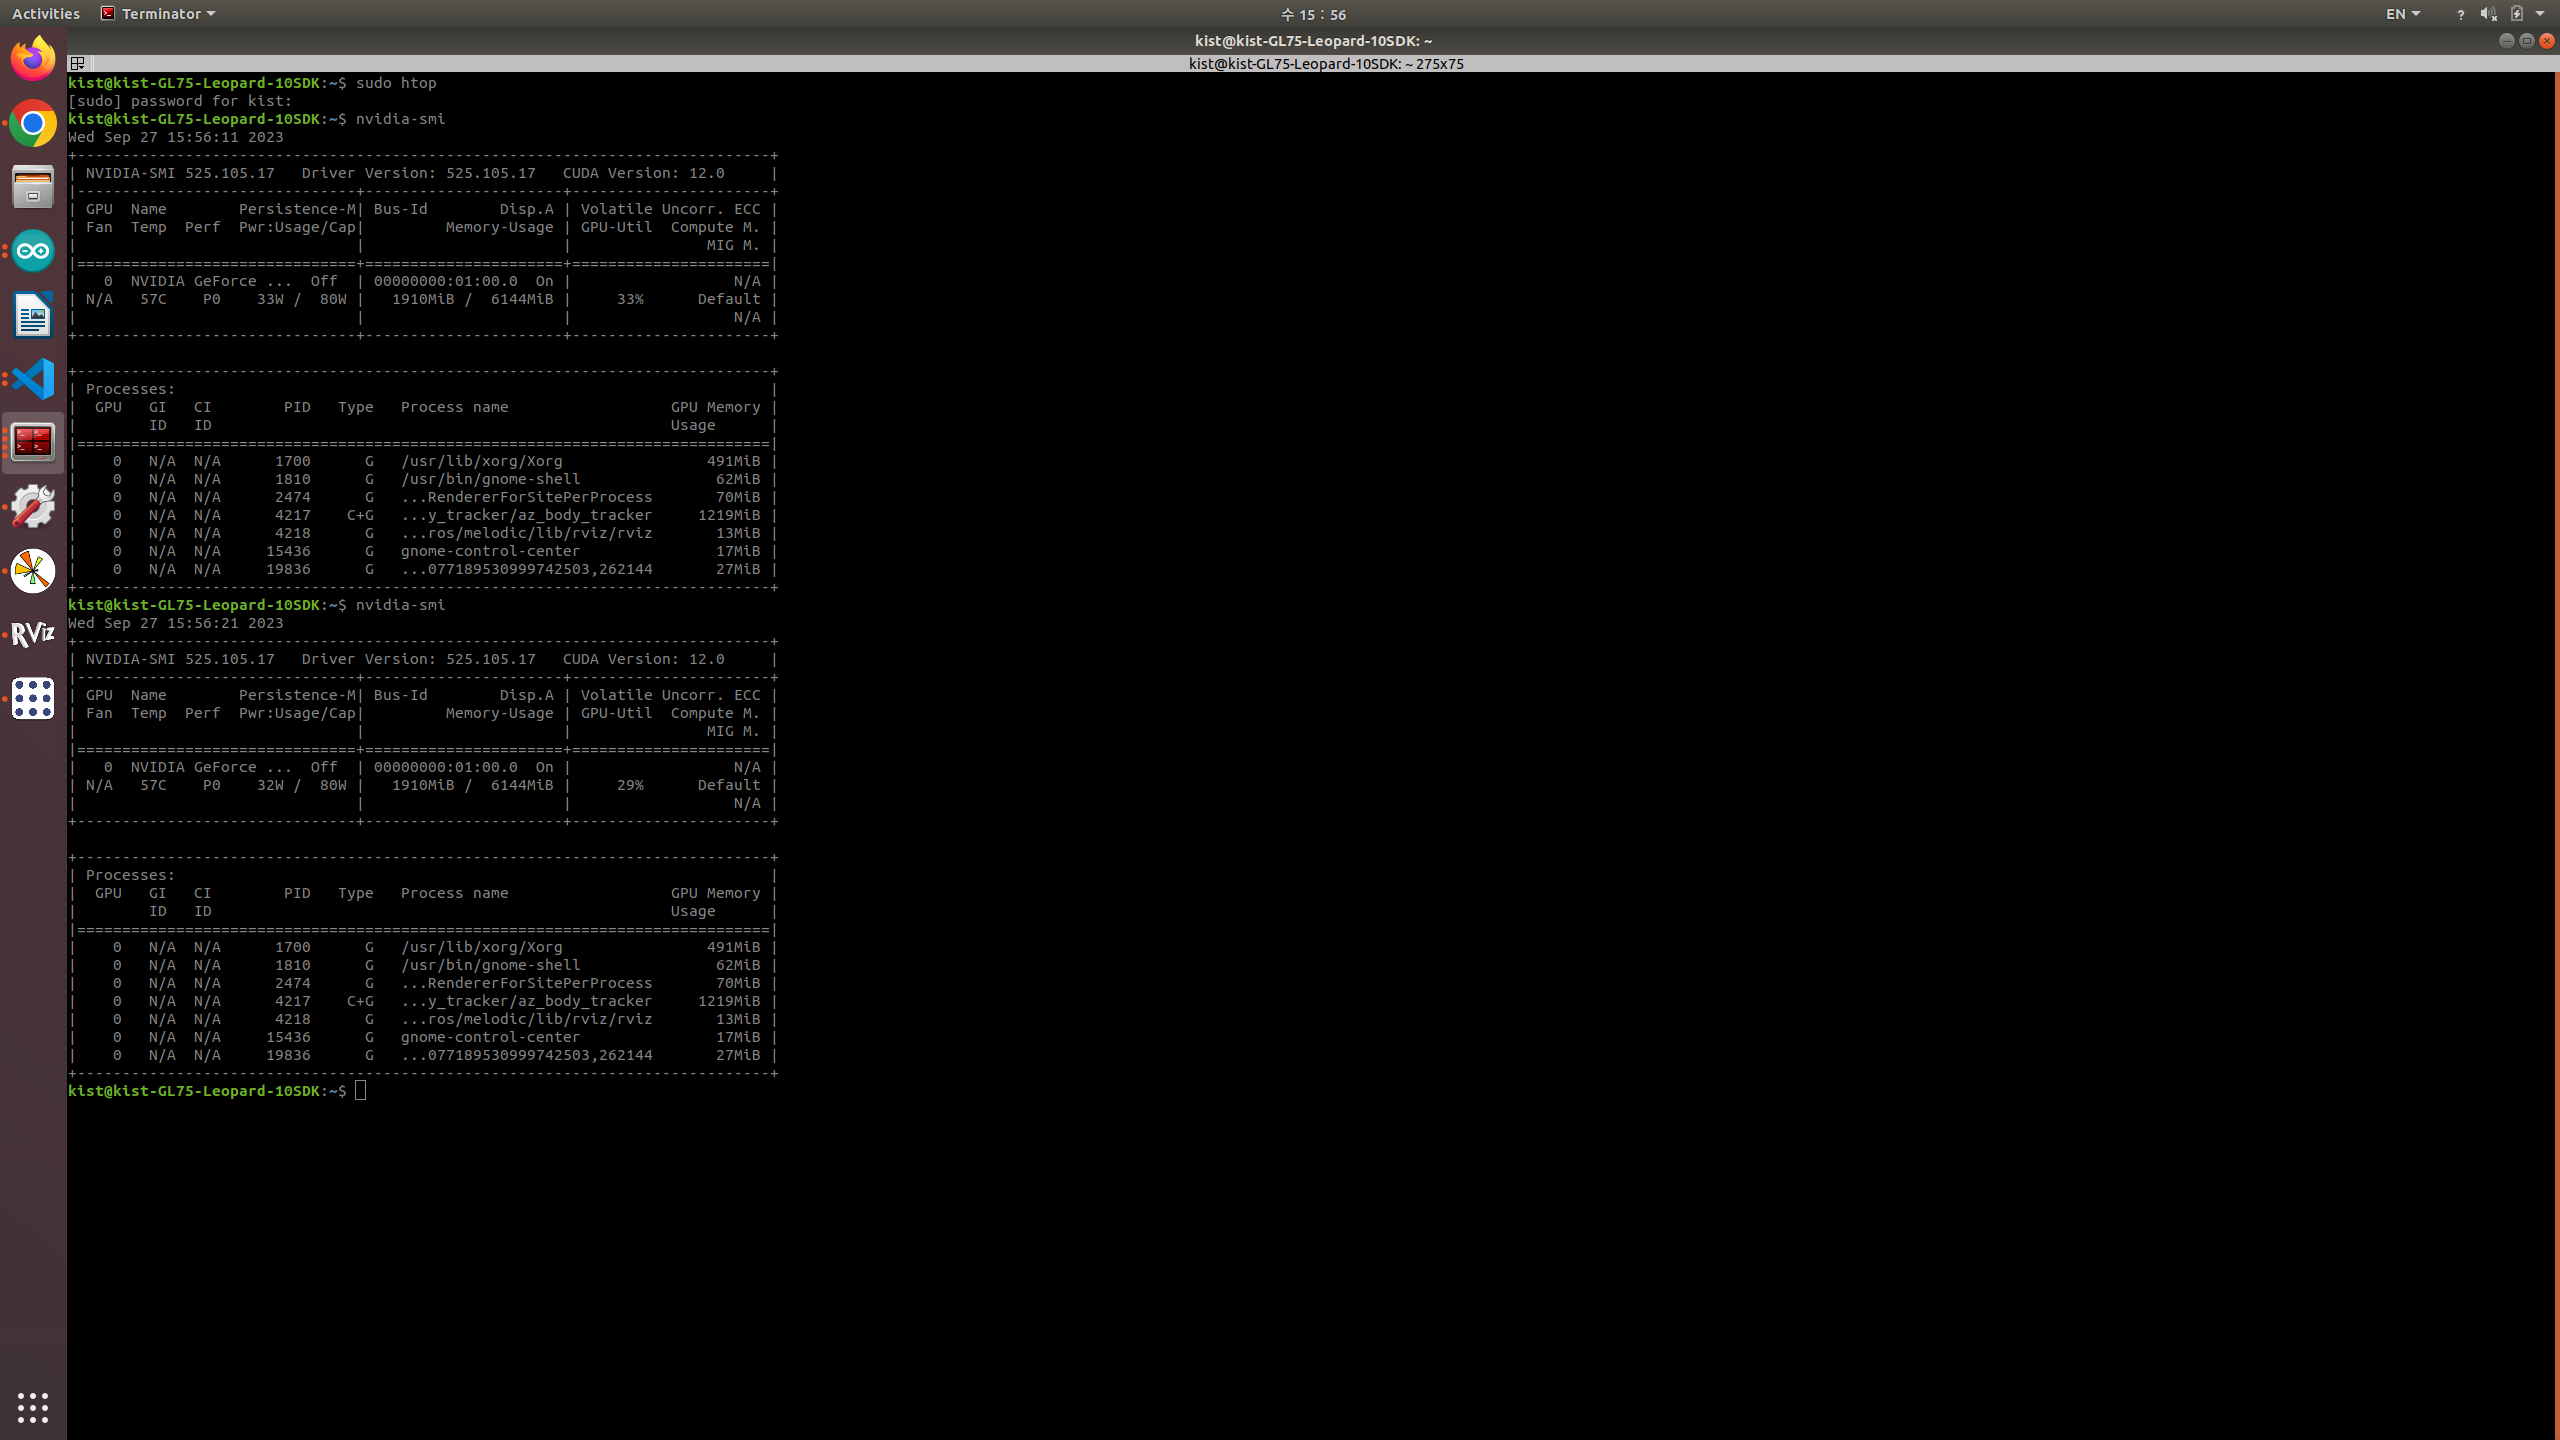 Activities Terminator 수 15:56 EN ?
kist@kist-GL75-Leopard-10SDK: ~
kist@kist-GL75-Leopard-10SDK: ~ 275x75
kist@kist-GL75-Leopard-10SDK:~$ sudo htop
[sudo] password for kist:
kist@kist-GL75-Leopard-10SDK:~$ nvidia-smi
Wed Sep 27 15:56:11 2023
+-----------------------------------------------------------------------------+
| NVIDIA-SMI 525.105.17   Driver Version: 525.105.17   CUDA Version: 12.0     |
|-------------------------------+----------------------+----------------------+
| GPU  Name        Persistence-M| Bus-Id        Disp.A | Volatile Uncorr. ECC |
| Fan  Temp  Perf  Pwr:Usage/Cap|         Memory-Usage | GPU-Util  Compute M. |
|                               |                      |               MIG M. |
|===============================+======================+======================|
|   0  NVIDIA GeForce ...  Off  | 00000000:01:00.0  On |                  N/A |
| N/A   57C    P0    33W /  80W |   1910MiB /  6144MiB |     33%      Default |
|                               |                      |                  N/A |
+-------------------------------+----------------------+----------------------+
+-----------------------------------------------------------------------------+
| Processes:                                                                  |
|  GPU   GI   CI        PID   Type   Process name                  GPU Memory |
|        ID   ID                                                   Usage      |
|=============================================================================|
|    0   N/A  N/A      1700      G   /usr/lib/xorg/Xorg                491MiB |
|    0   N/A  N/A      1810      G   /usr/bin/gnome-shell               62MiB |
|    0   N/A  N/A      2474      G   ...RendererForSitePerProcess       70MiB |
|    0   N/A  N/A      4217    C+G   ...y_tracker/az_body_tracker     1219MiB |
|    0   N/A  N/A      4218      G   ...ros/melodic/lib/rviz/rviz       13MiB |
|    0   N/A  N/A     15436      G   gnome-control-center               17MiB |
|    0   N/A  N/A     19836      G   ...077189530999742503,262144       27MiB |
+-----------------------------------------------------------------------------+
kist@kist-GL75-Leopard-10SDK:~$ nvidia-smi
Wed Sep 27 15:56:21 2023
+-----------------------------------------------------------------------------+
| NVIDIA-SMI 525.105.17   Driver Version: 525.105.17   CUDA Version: 12.0     |
|-------------------------------+----------------------+----------------------+
| GPU  Name        Persistence-M| Bus-Id        Disp.A | Volatile Uncorr. ECC |
| Fan  Temp  Perf  Pwr:Usage/Cap|         Memory-Usage | GPU-Util  Compute M. |
|                               |                      |               MIG M. |
|===============================+======================+======================|
|   0  NVIDIA GeForce ...  Off  | 00000000:01:00.0  On |                  N/A |
| N/A   57C    P0    32W /  80W |   1910MiB /  6144MiB |     29%      Default |
|                               |                      |                  N/A |
+-------------------------------+----------------------+----------------------+
+-----------------------------------------------------------------------------+
| Processes:                                                                  |
|  GPU   GI   CI        PID   Type   Process name                  GPU Memory |
|        ID   ID                                                   Usage      |
|=============================================================================|
|    0   N/A  N/A      1700      G   /usr/lib/xorg/Xorg                491MiB |
|    0   N/A  N/A      1810      G   /usr/bin/gnome-shell               62MiB |
|    0   N/A  N/A      2474      G   ...RendererForSitePerProcess       70MiB |
|    0   N/A  N/A      4217    C+G   ...y_tracker/az_body_tracker     1219MiB |
|    0   N/A  N/A      4218      G   ...ros/melodic/lib/rviz/rviz       13MiB |
|    0   N/A  N/A     15436      G   gnome-control-center               17MiB |
|    0   N/A  N/A     19836      G   ...077189530999742503,262144       27MiB |
+-----------------------------------------------------------------------------+
kist@kist-GL75-Leopard-10SDK:~$
RViz